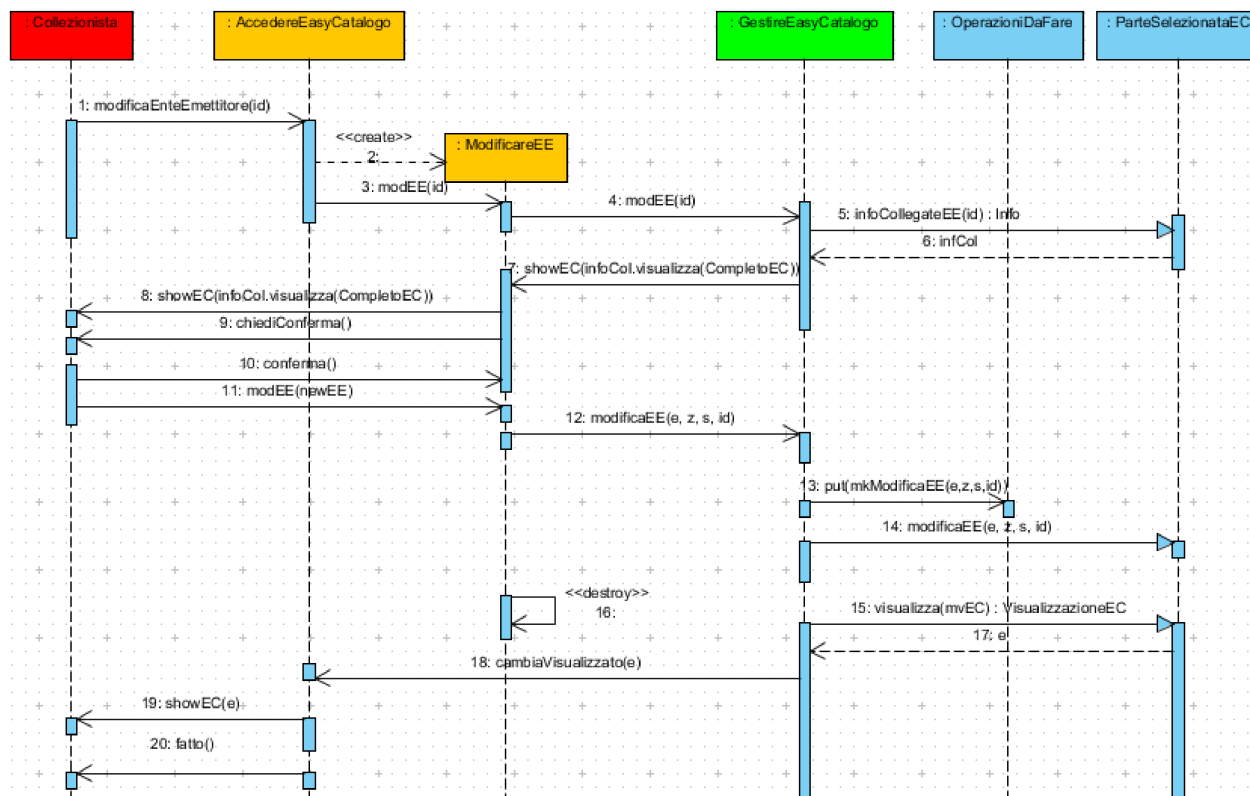 : Collezionista
: AccedereEasyCatalogo
: GestireEasyCatalogo
: OperazioniDaFare
: ParteSelezionataEC
1: modificaEnteEmettitore(id)
<<create>>
2:
: ModificareEE
3: modEE(id)
4: modEE(id)
5: infoCollegateEE(id) : Info
6: infCol
7: showEC(infoCol.visualizza(CompletoEC))
8: showEC(infoCol.visualizza(CompletoEC))
9: chiediConferma()
10: conferma()
11: modEE(newEE)
12: modificaEE(e, z, s, id)
13: put(mkModificaEE(e,z,s,id))
14: modificaEE(e, z, s, id)
<<destroy>>
16:
15: visualizza(mvEC) : VisualizzazioneEC
17: e
18: cambiaVisualizzato(e)
19: showEC(e)
20: fatto()